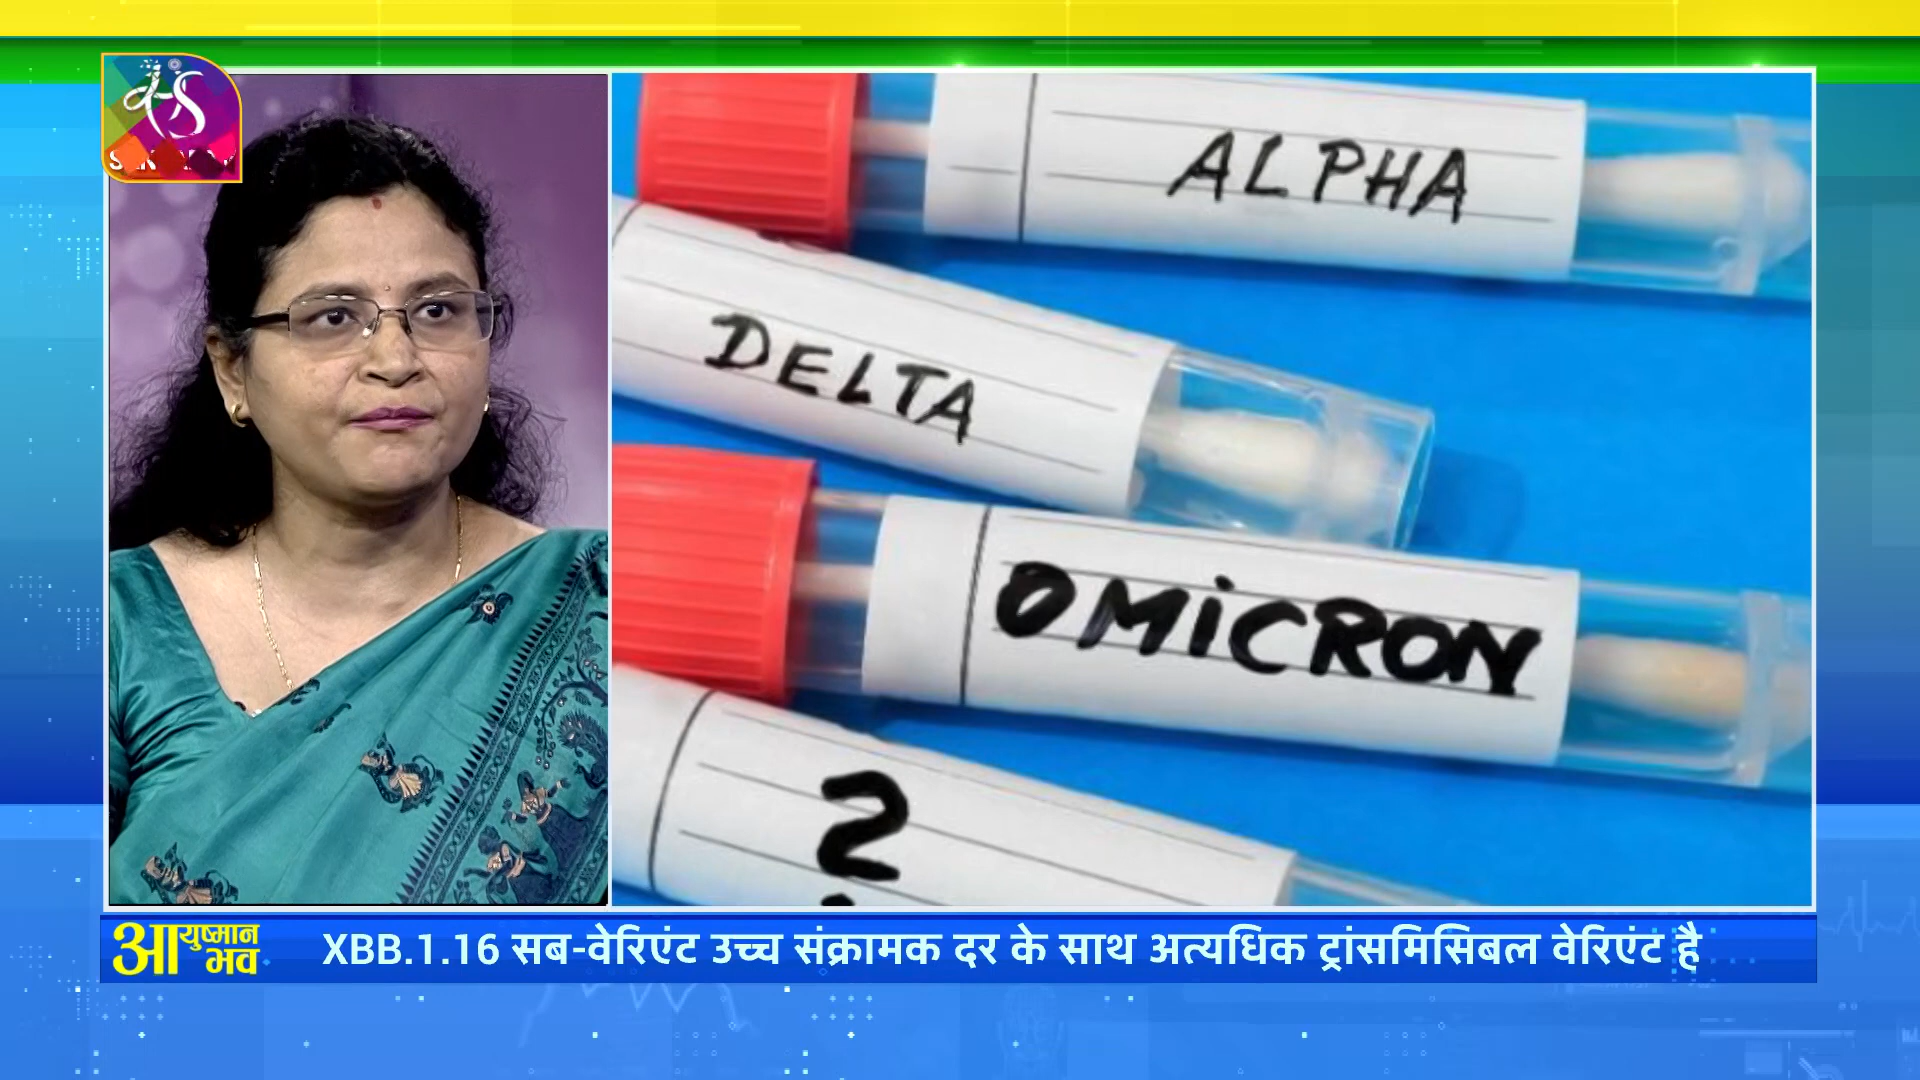 ALPHA
DELTA
OMiCRON
?
आयुष्मान
भव
XBB.1.16 सब-वेरिएंट उच्च संक्रामक दर के साथ अत्यधिक ट्रांसमिसिबल वेरिएंट है